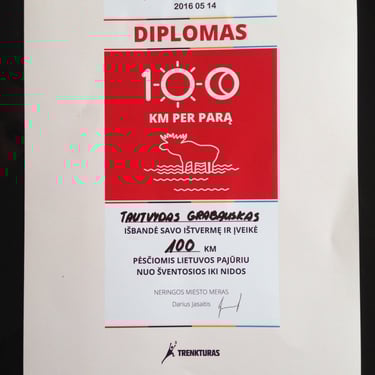 2016 05 14
DIPLOMAS
100
KM PER PARĄ
TAUTVYDAS GRABAUSKAS
IŠBANDĖ SAVO IŠTVERMĘ IR ĮVEIKĖ
100 KM
PĖSČIOMIS LIETUVOS PAJŪRIU
NUO ŠVENTOSIOS IKI NIDOS
NERINGOS MIESTO MERAS
Darius Jasaitis
TRENKTURAS